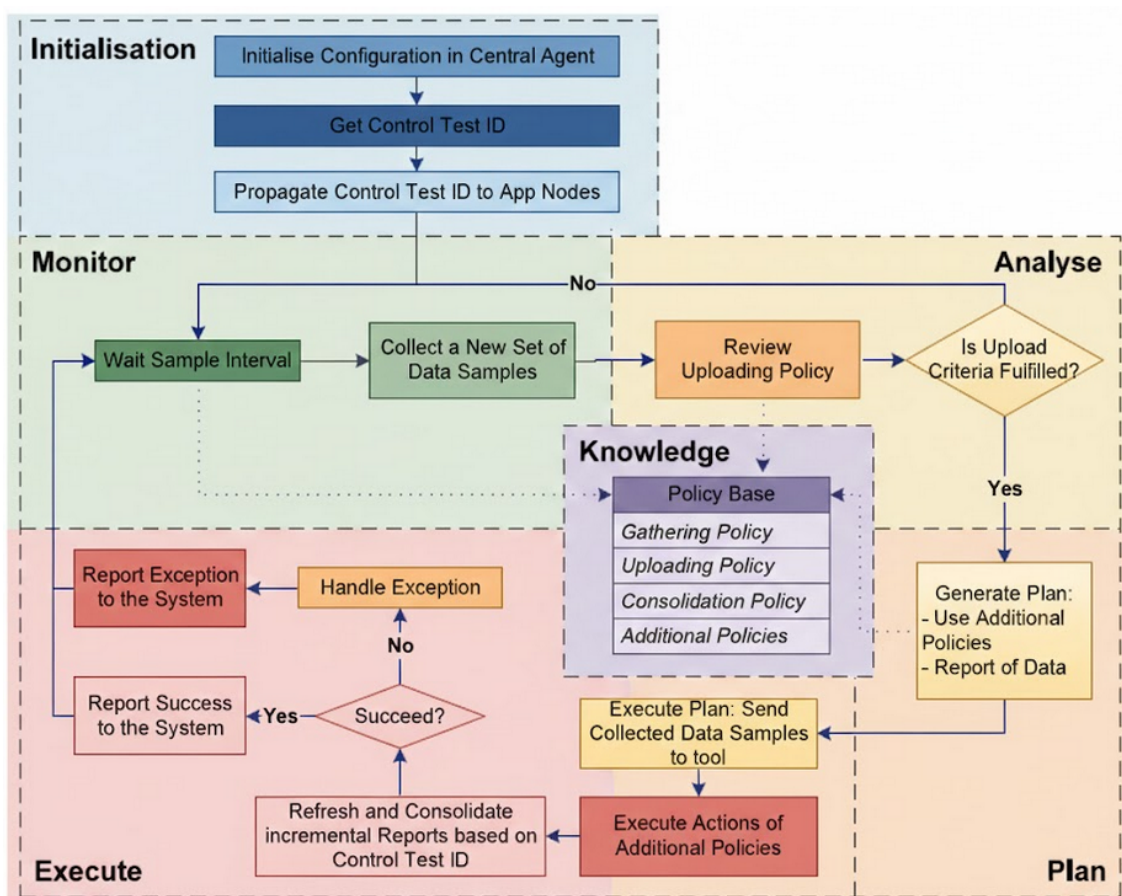 Initialisation
Initialise Configuration in Central Agent
Get Control Test ID
Propagate Control Test ID to App Nodes
Monitor
Analyse
No
Wait Sample Interval
Collect a New Set of
Data Samples
Review
Uploading Policy
Is Upload
Criteria Fulfilled?
Yes
Knowledge
Policy Base
Gathering Policy
Uploading Policy
Consolidation Policy
Additional Policies
Generate Plan:
- Use Additional
Policies
- Report of Data
Report Exception
to the System
Handle Exception
No
Report Success
to the System
Yes
Succeed?
Execute Plan: Send
Collected Data Samples
to tool
Refresh and Consolidate
incremental Reports based on
Control Test ID
Execute Actions of
Additional Policies
Execute
Plan